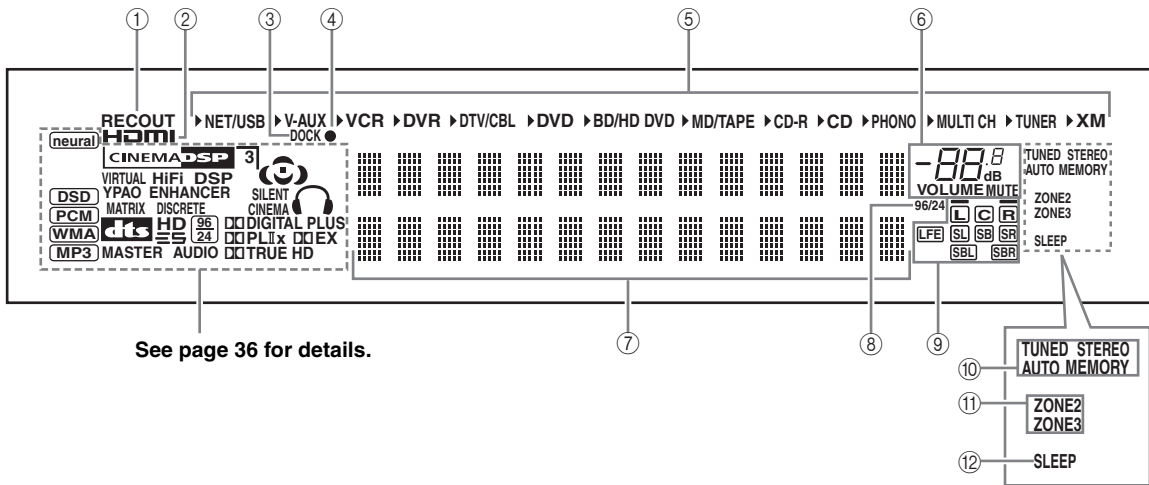 ① ② ③ ④ ⑤ ⑥
RECOUT
HDMI
NET/USB V-AUX VCR DVR DTV/CBL DVD BD/HD DVD MD/TAPE CD-R CD PHONO MULTI CH TUNER XM
DOCK
neural
CINEMA DSP 3
VIRTUAL HiFi DSP
YPAO ENHANCER
SILENT CINEMA
MATRIX DISCRETE
DSD
PCM
WMA
MP3
dts HD ES 96 24
MASTER AUDIO
DIGITAL PLUS
PLIIx EX
TRUE HD
-88.8 dB
VOLUME MUTE
96/24
L C R
LFE SL SB SR
SBL SBR
TUNED STEREO
AUTO MEMORY
ZONE2
ZONE3
SLEEP
See page 36 for details.
⑦ ⑧ ⑨
⑩ TUNED STEREO
AUTO MEMORY
⑪ ZONE2
ZONE3
⑫ SLEEP